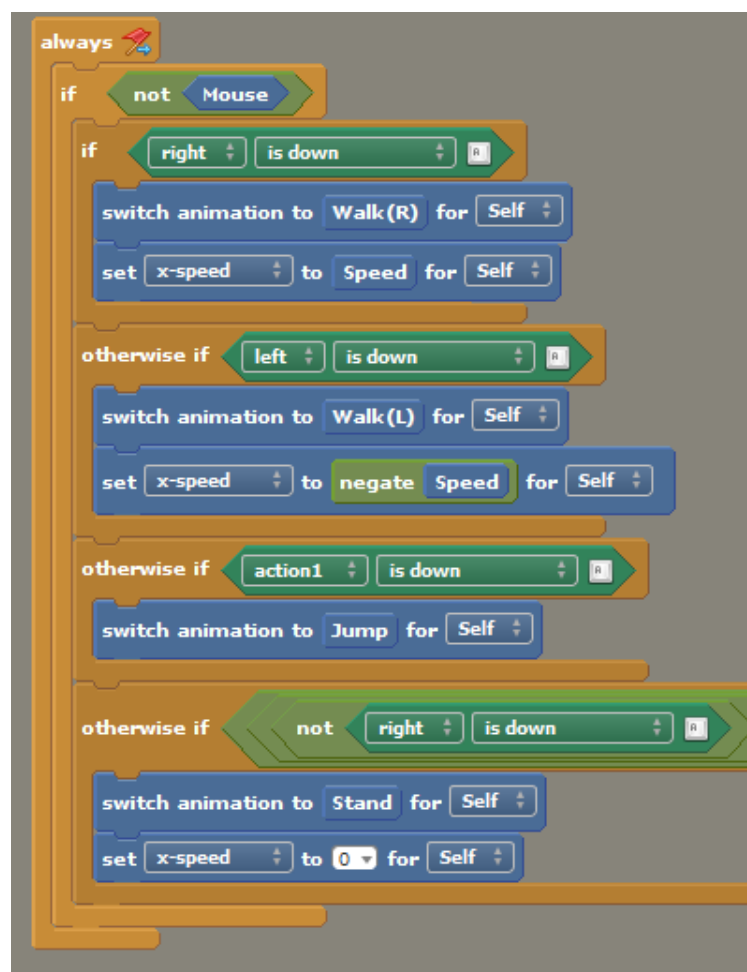 always
if not Mouse
if right is down
switch animation to Walk(R) for Self
set x-speed to Speed for Self
otherwise if left is down
switch animation to Walk(L) for Self
set x-speed to negate Speed for Self
otherwise if action1 is down
switch animation to Jump for Self
otherwise if not right is down
switch animation to Stand for Self
set x-speed to 0 for Self